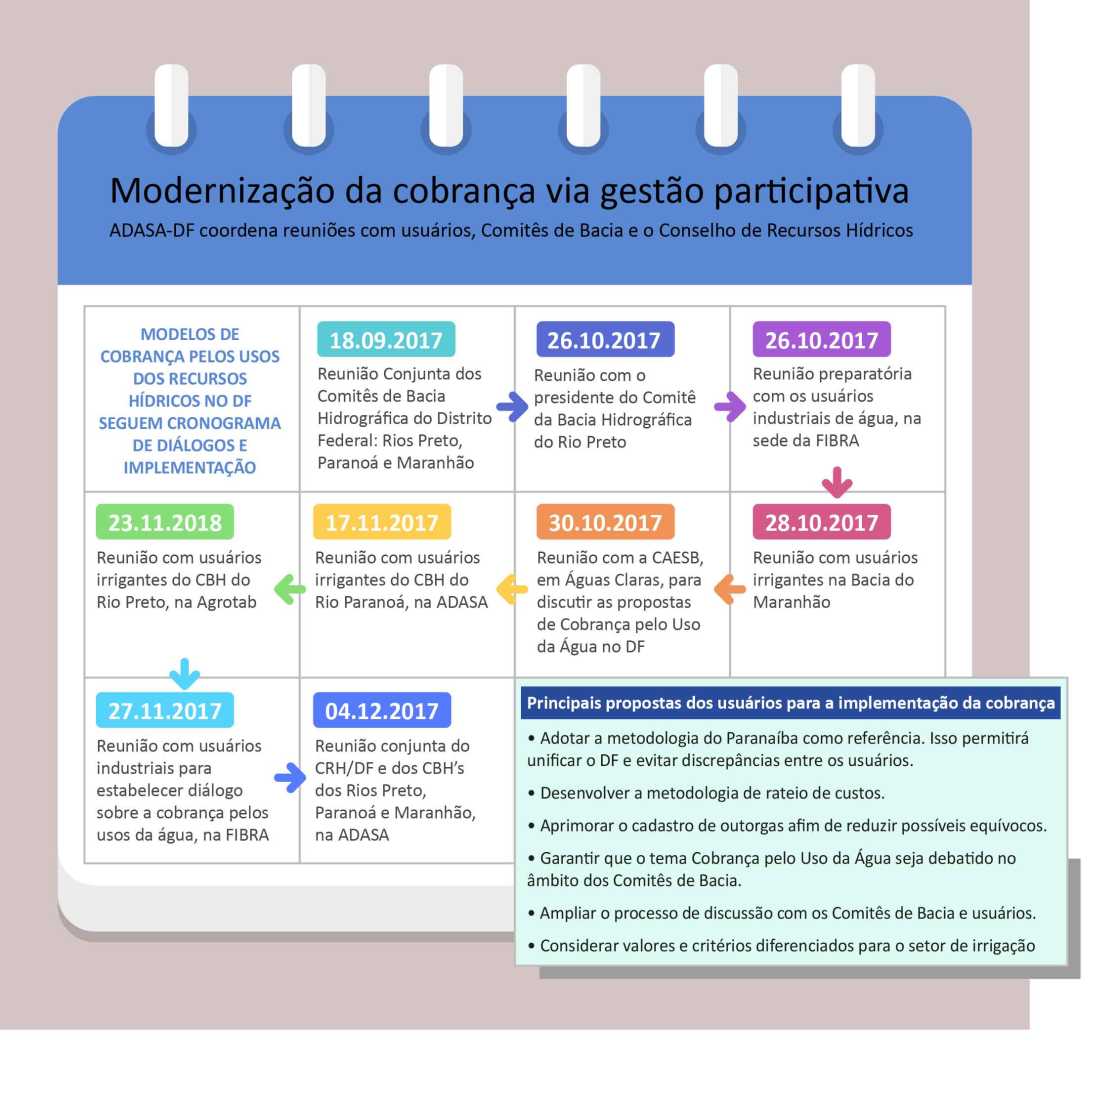 Modernização da cobrança via gestão participativa
ADASA-DF coordena reuniões com usuários, Comitês de Bacia e o Conselho de Recursos Hídricos
MODELOS DE
COBRANÇA PELOS USOS
DOS RECURSOS
HÍDRICOS NO DF
SEGUEM CRONOGRAMA
DE DIÁLOGOS E
IMPLEMENTAÇÃO
18.09.2017
Reunião Conjunta dos
Comitês de Bacia
Hidrográfica do Distrito
Federal: Rios Preto,
Paranoá e Maranhão
26.10.2017
Reunião com o
presidente do Comitê
da Bacia Hidrográfica
do Rio Preto
26.10.2017
Reunião preparatória
com os usuários
industriais de água, na
sede da FIBRA
28.10.2017
Reunião com usuários
irrigantes na Bacia do
Maranhão
30.10.2017
Reunião com a CAESB,
em Águas Claras, para
discutir as propostas
de Cobrança pelo Uso
da Água no DF
17.11.2017
Reunião com usuários
irrigantes do CBH do
Rio Paranoá, na ADASA
23.11.2018
Reunião com usuários
irrigantes do CBH do
Rio Preto, na Agrotab
27.11.2017
Reunião com usuários
industriais para
estabelecer diálogo
sobre a cobrança pelos
usos da água, na FIBRA
04.12.2017
Reunião conjunta do
CRH/DF e dos CBH’s
dos Rios Preto,
Paranoá e Maranhão,
na ADASA
Principais propostas dos usuários para a implementação da cobrança
• Adotar a metodologia do Paranaíba como referência. Isso permitirá
unificar o DF e evitar discrepâncias entre os usuários.
• Desenvolver a metodologia de rateio de custos.
• Aprimorar o cadastro de outorgas afim de reduzir possíveis equívocos.
• Garantir que o tema Cobrança pelo Uso da Água seja debatido no
âmbito dos Comitês de Bacia.
• Ampliar o processo de discussão com os Comitês de Bacia e usuários.
• Considerar valores e critérios diferenciados para o setor de irrigação